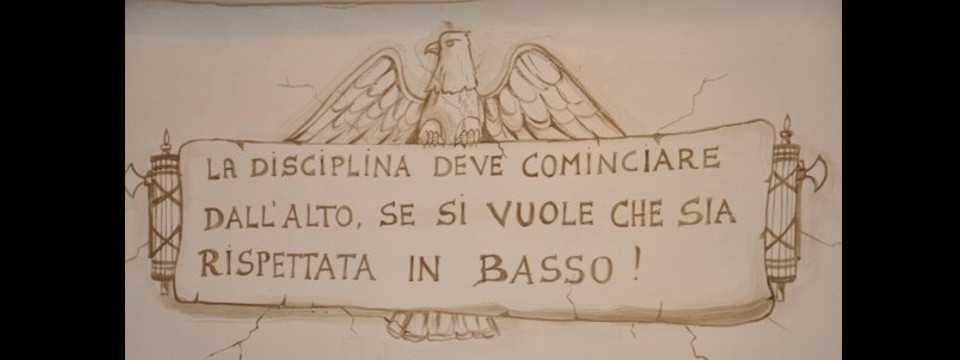 LA DISCIPLINA DEVE COMINCIARE
DALL'ALTO, SE SI VUOLE CHE SIA
RISPETTATA IN BASSO!